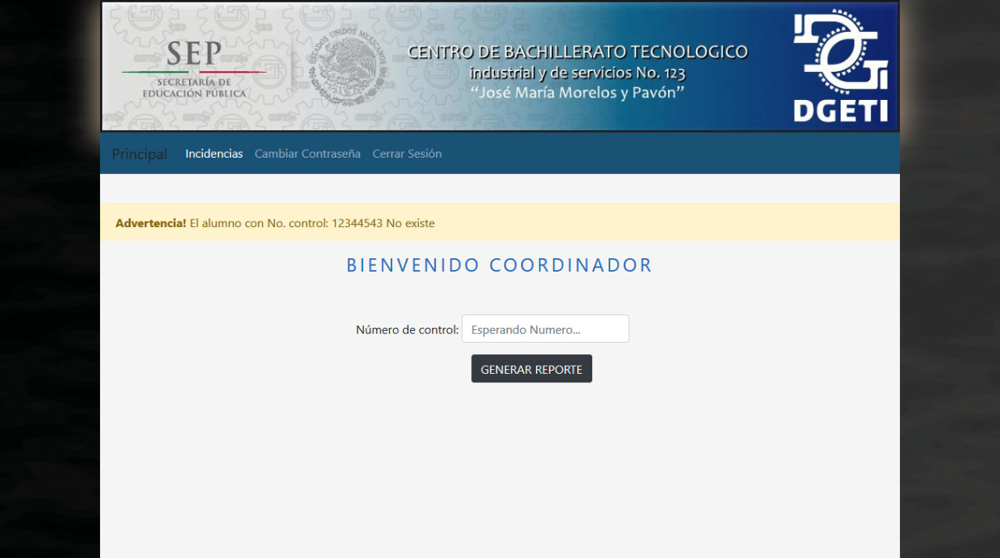 SEP
SECRETARÍA DE
EDUCACIÓN PÚBLICA
ESTADOS UNIDOS MEXICANOS
CENTRO DE BACHILLERATO TECNOLOGICO
industrial y de servicios No. 123
“José María Morelos y Pavón”
DGETI
Principal Incidencias Cambiar Contraseña Cerrar Sesión
Advertencia! El alumno con No. control: 12344543 No existe
BIENVENIDO COORDINADOR
Número de control: Esperando Numero...
GENERAR REPORTE